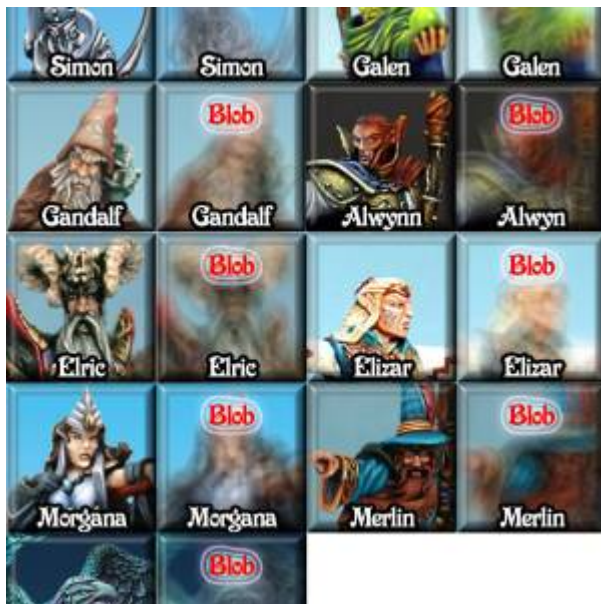 Simon Simon Galen Galen
Blob Blob
Gandalf Gandalf Alwynn Alwyn
Blob Blob
Elric Elric Elizar Elizar
Blob Blob
Morgana Morgana Merlin Merlin
Blob